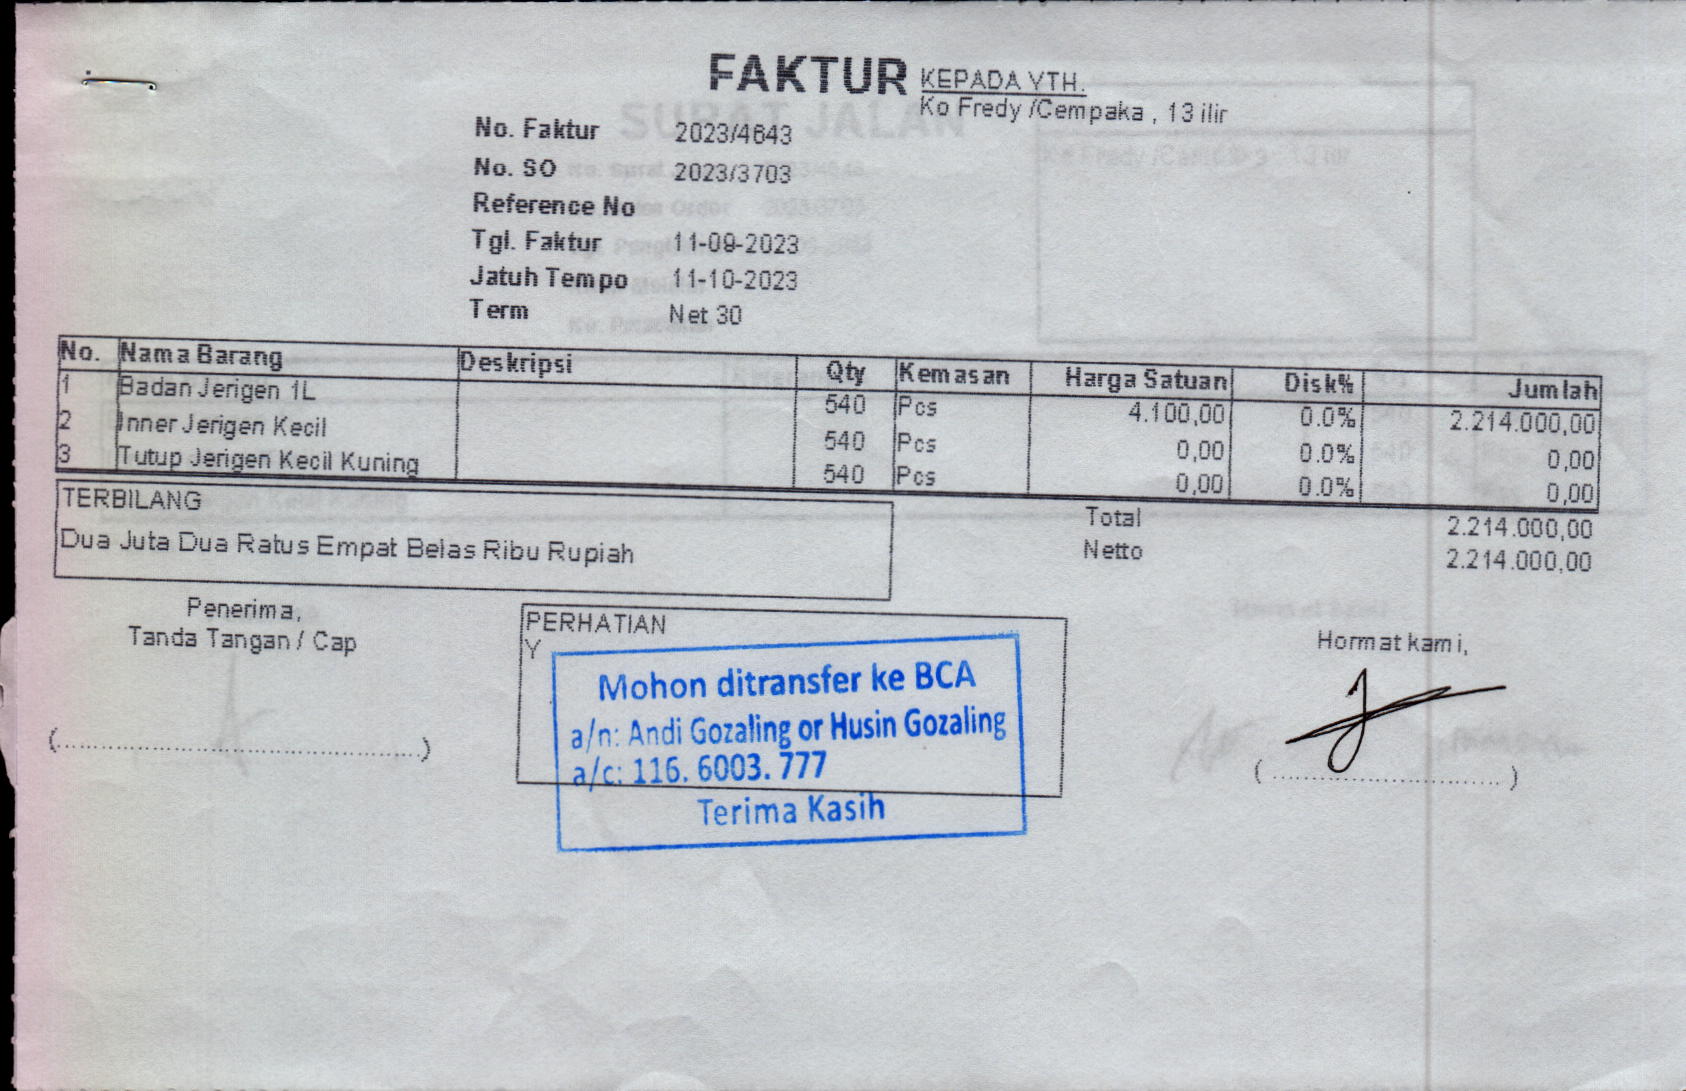 FAKTUR
KEPADA YTH.
Ko Fredy /Cempaka , 13 ilir
No. Faktur 2023/4643
No. SO 2023/3703
Reference No
Tgl. Faktur 11-09-2023
Jatuh Tempo 11-10-2023
Term Net 30
No. Nama Barang Deskripsi Qty Kemasan Harga Satuan Disk% Jumlah
1 Badan Jerigen 1L 540 Pcs 4.100,00 0.0% 2.214.000,00
2 Inner Jerigen Kecil 540 Pcs 0,00 0.0% 0,00
3 Tutup Jerigen Kecil Kuning 540 Pcs 0,00 0.0% 0,00
TERBILANG
Dua Juta Dua Ratus Empat Belas Ribu Rupiah
Total 2.214.000,00
Netto 2.214.000,00
Penerima,
Tanda Tangan / Cap
PERHATIAN
Y
Mohon ditransfer ke BCA
a/n: Andi Gozaling or Husin Gozaling
a/c: 116. 6003. 777
Terima Kasih
Hormat kami,
SURAT JALAN